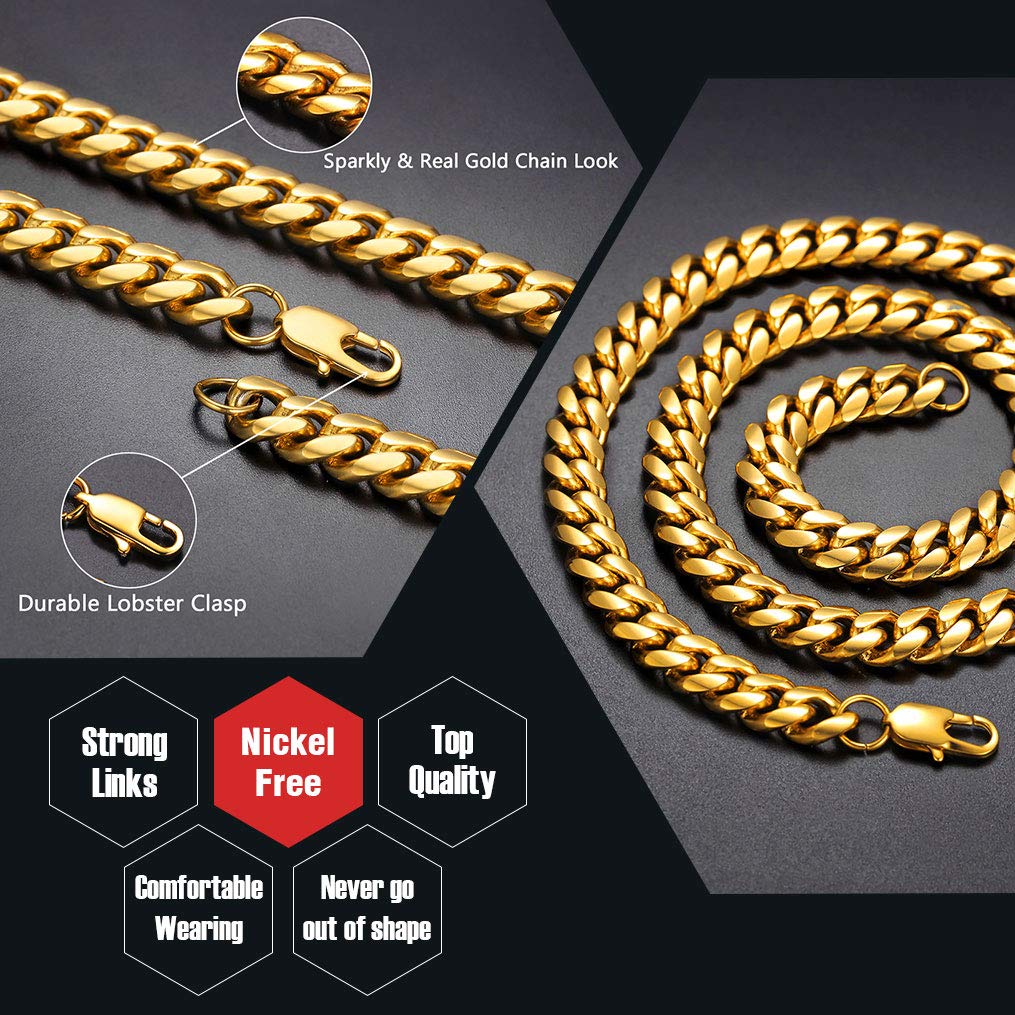 Sparkly & Real Gold Chain Look
Durable Lobster Clasp
Strong
Links
Nickel
Free
Top
Quality
Comfortable
Wearing
Never go
out of shape